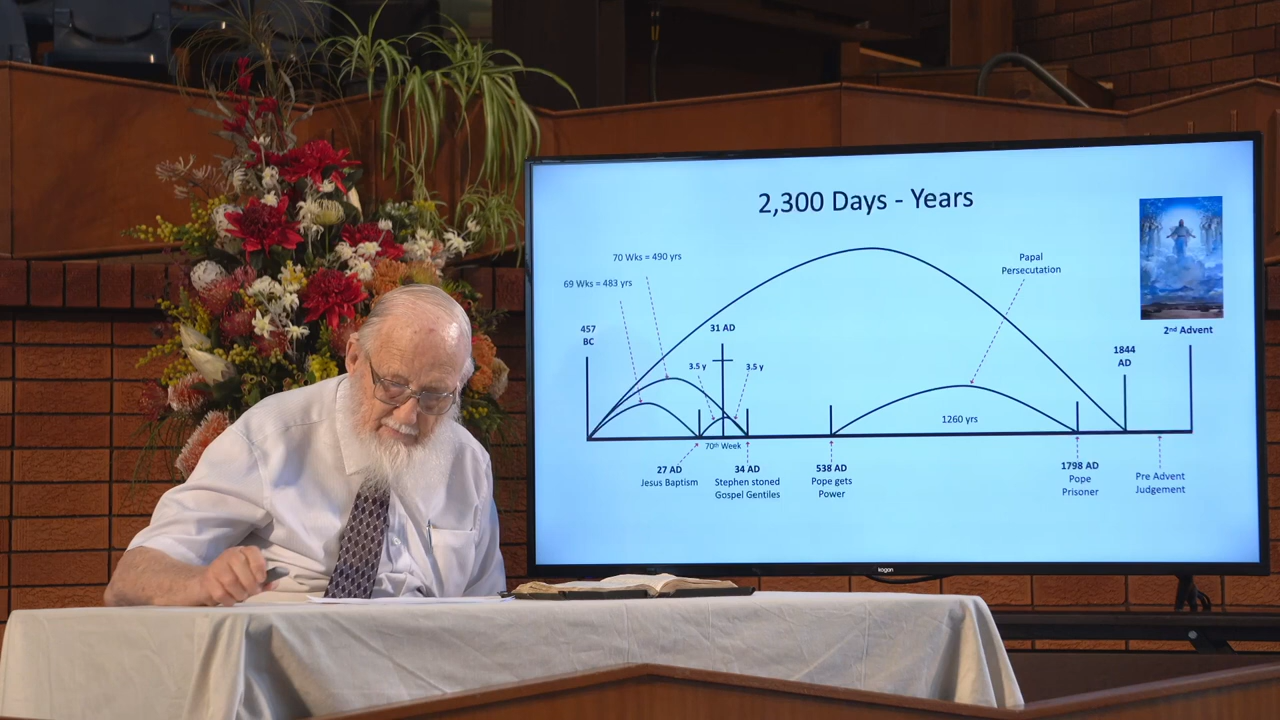 2,300 Days - Years
70 Wks = 490 yrs
69 Wks = 483 yrs
Papal
Persecutation
2nd Advent
457
BC
31 AD
3.5 y
3.5 y
1844
AD
1260 yrs
70th Week
27 AD
Jesus Baptism
34 AD
Stephen stoned
Gospel Gentiles
538 AD
Pope gets
Power
1798 AD
Pope
Prisoner
Pre Advent
Judgement
kogan